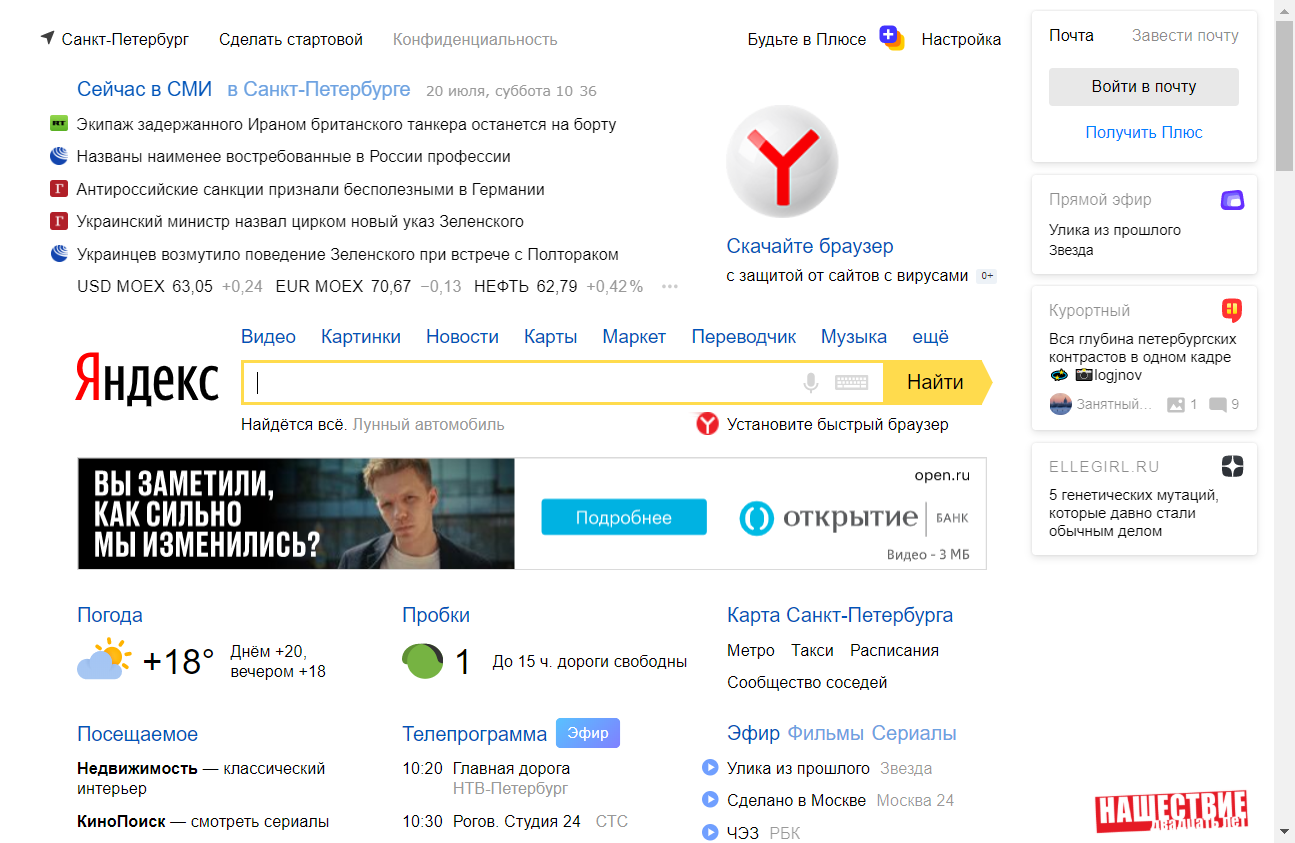 Санкт-Петербург Сделать стартовой Конфиденциальность Будьте в Плюсе Настройка
Сейчас в СМИ в Санкт-Петербурге 20 июля, суббота 10 36
Экипаж задержанного Ираном британского танкера останется на борту
Названы наименее востребованные в России профессии
Антироссийские санкции признали бесполезными в Германии
Украинский министр назвал цирком новый указ Зеленского
Украинцев возмутило поведение Зеленского при встрече с Полтораком
USD MOEX 63,05 +0,24 EUR MOEX 70,67 −0,13 НЕФТЬ 62,79 +0,42%
Скачайте браузер
с защитой от сайтов с вирусами 0+
Почта Завести почту
Войти в почту
Получить Плюс
Прямой эфир
Улика из прошлого
Звезда
Курортный
Вся глубина петербургских
контрастов в одном кадре
logjnov
Занятный... 1 9
ELLEGIRL.RU
5 генетических мутаций,
которые давно стали
обычным делом
Видео Картинки Новости Карты Маркет Переводчик Музыка ещё
Яндекс
Найти
Найдётся всё. Лунный автомобиль
Установите быстрый браузер
ВЫ ЗАМЕТИЛИ,
КАК СИЛЬНО
МЫ ИЗМЕНИЛИСЬ?
Подробнее
open.ru
открытие БАНК
Видео - 3 МБ
Погода
+18°
Днём +20,
вечером +18
Пробки
1 До 15 ч. дороги свободны
Карта Санкт-Петербурга
Метро Такси Расписания
Сообщество соседей
Посещаемое
Недвижимость — классический
интерьер
КиноПоиск — смотреть сериалы
Телепрограмма Эфир
10:20 Главная дорога
НТВ-Петербург
10:30 Рогов. Студия 24 СТС
Эфир Фильмы Сериалы
Улика из прошлого Звезда
Сделано в Москве Москва 24
ЧЭЗ РБК
НАШЕСТВИЕ
двадцать лет